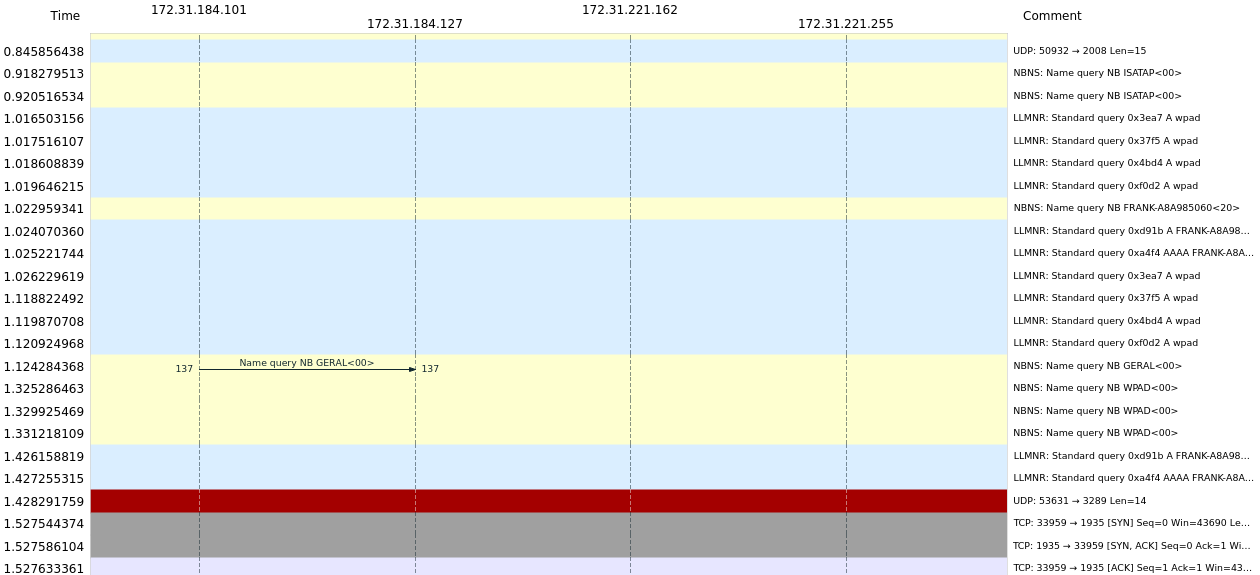 Time 172.31.184.101 172.31.184.127 172.31.221.162 172.31.221.255 Comment
0.845856438 UDP: 50932 → 2008 Len=15
0.918279513 NBNS: Name query NB ISATAP<00>
0.920516534 NBNS: Name query NB ISATAP<00>
1.016503156 LLMNR: Standard query 0x3ea7 A wpad
1.017516107 LLMNR: Standard query 0x37f5 A wpad
1.018608839 LLMNR: Standard query 0x4bd4 A wpad
1.019646215 LLMNR: Standard query 0xf0d2 A wpad
1.022959341 NBNS: Name query NB FRANK-A8A985060<20>
1.024070360 LLMNR: Standard query 0xd91b A FRANK-A8A98...
1.025221744 LLMNR: Standard query 0xa4f4 AAAA FRANK-A8A...
1.026229619 LLMNR: Standard query 0x3ea7 A wpad
1.118822492 LLMNR: Standard query 0x37f5 A wpad
1.119870708 LLMNR: Standard query 0x4bd4 A wpad
1.120924968 LLMNR: Standard query 0xf0d2 A wpad
1.124284368 137 Name query NB GERAL<00> 137 NBNS: Name query NB GERAL<00>
1.325286463 NBNS: Name query NB WPAD<00>
1.329925469 NBNS: Name query NB WPAD<00>
1.331218109 NBNS: Name query NB WPAD<00>
1.426158819 LLMNR: Standard query 0xd91b A FRANK-A8A98...
1.427255315 LLMNR: Standard query 0xa4f4 AAAA FRANK-A8A...
1.428291759 UDP: 53631 → 3289 Len=14
1.527544374 TCP: 33959 → 1935 [SYN] Seq=0 Win=43690 Le...
1.527586104 TCP: 1935 → 33959 [SYN, ACK] Seq=0 Ack=1 Wi...
1.527633361 TCP: 33959 → 1935 [ACK] Seq=1 Ack=1 Win=43...